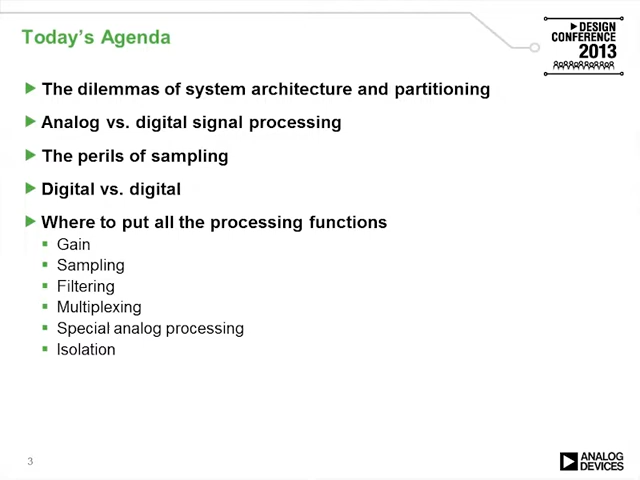 Today's Agenda
DESIGN
CONFERENCE
2013
The dilemmas of system architecture and partitioning
Analog vs. digital signal processing
The perils of sampling
Digital vs. digital
Where to put all the processing functions
Gain
Sampling
Filtering
Multiplexing
Special analog processing
Isolation
3
ANALOG
DEVICES